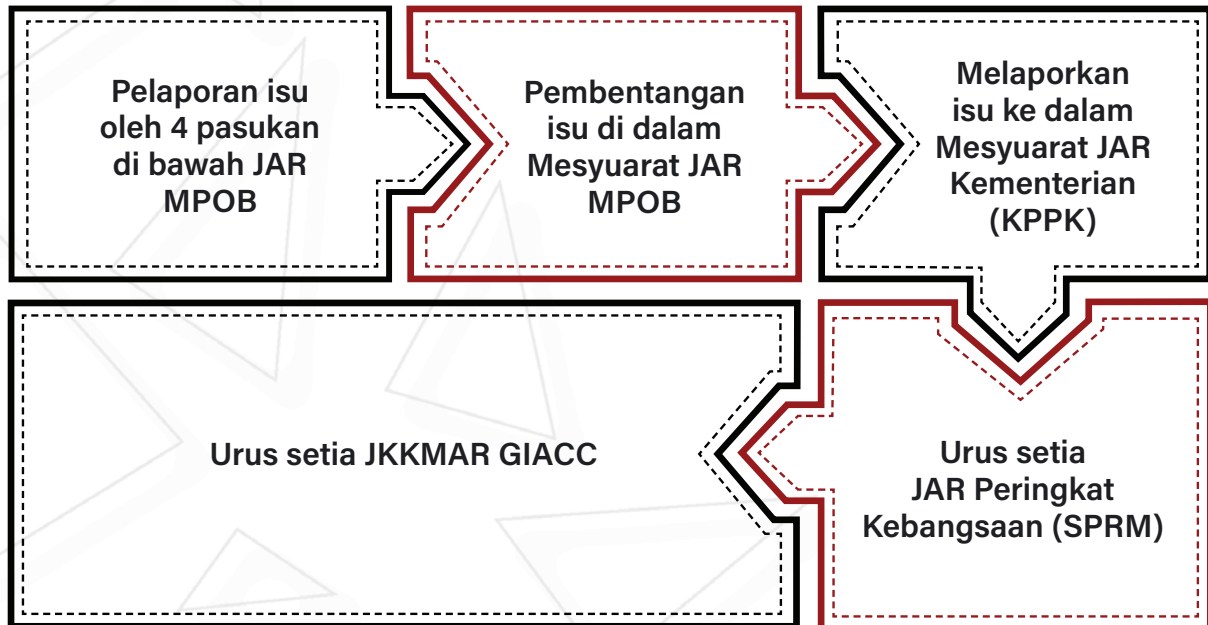 Pelaporan isu
oleh 4 pasukan
di bawah JAR
MPOB
Pembentangan
isu di dalam
Mesyuarat JAR
MPOB
Melaporkan
isu ke dalam
Mesyuarat JAR
Kementerian
(KPPK)
Urus setia
JAR Peringkat
Kebangsaan (SPRM)
Urus setia JKKMAR GIACC